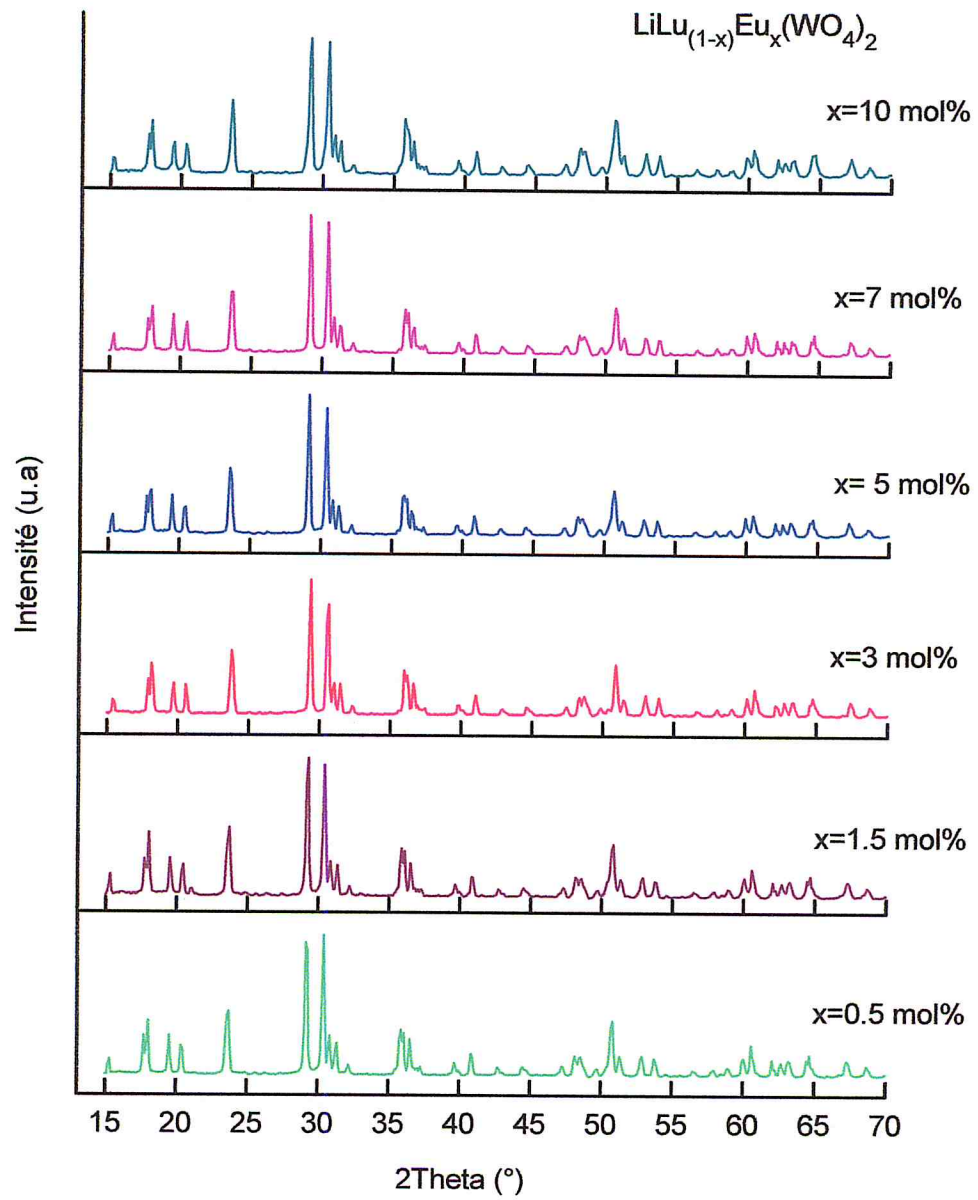 LiLu(1-x)Eux(WO4)2
x=10 mol%
x=7 mol%
x= 5 mol%
x=3 mol%
x=1.5 mol%
x=0.5 mol%
Intensité (u.a)
15 20 25 30 35 40 45 50 55 60 65 70
2Theta (°)